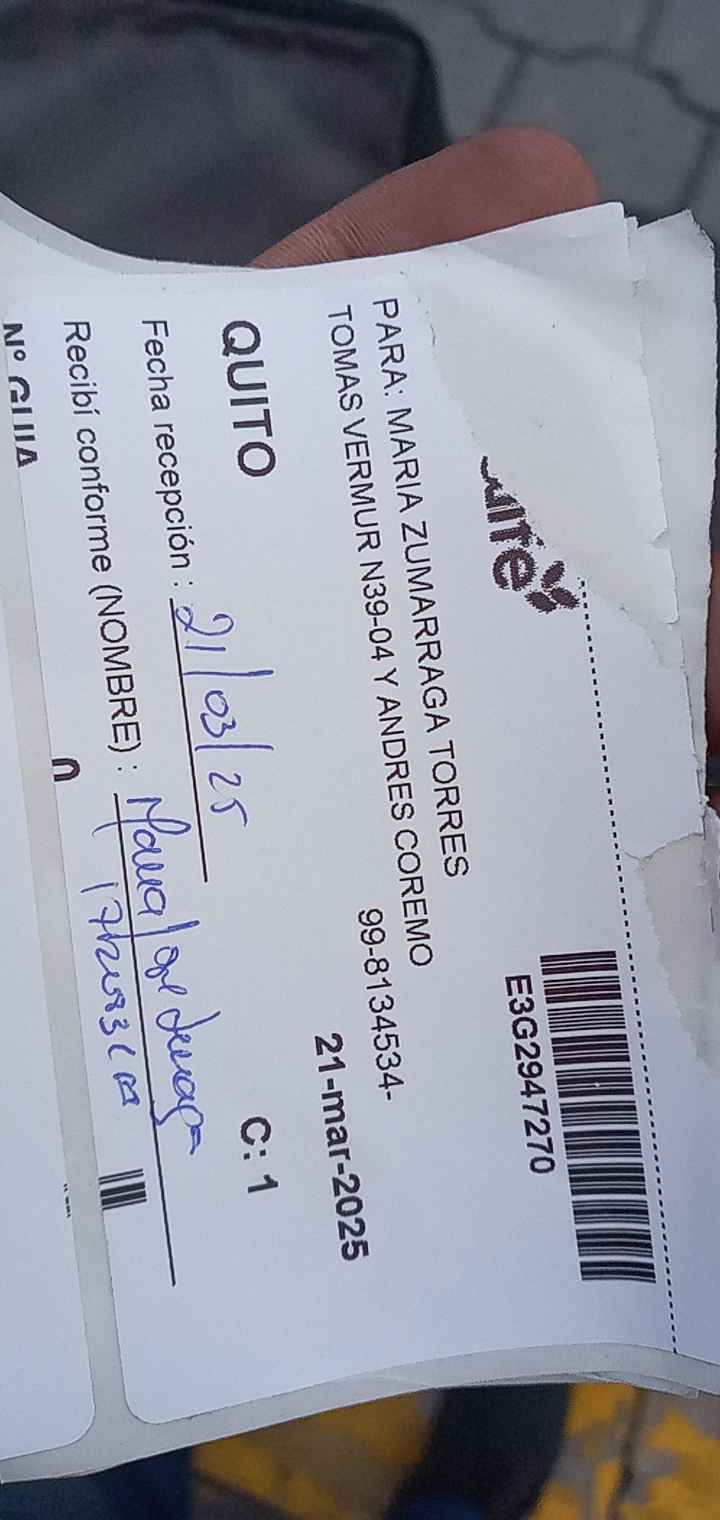 E3G2947270
PARA: MARIA ZUMARRAGA TORRES
TOMAS VERMUR N39-04 Y ANDRES COREMO
99-8134534-
21-mar-2025
QUITO
C: 1
Fecha recepción : 21/03/25
Recibí conforme (NOMBRE) :
N° GUIA